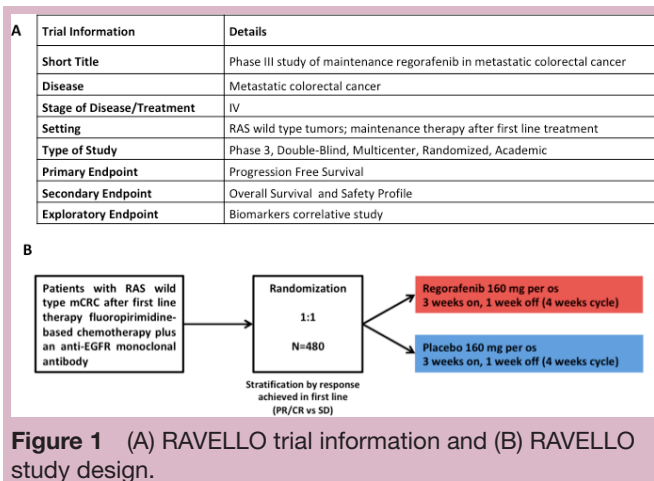 A
Trial Information Details
Short Title Phase III study of maintenance regorafenib in metastatic colorectal cancer
Disease Metastatic colorectal cancer
Stage of Disease/Treatment IV
Setting RAS wild type tumors; maintenance therapy after first line treatment
Type of Study Phase 3, Double-Blind, Multicenter, Randomized, Academic
Primary Endpoint Progression Free Survival
Secondary Endpoint Overall Survival and Safety Profile
Exploratory Endpoint Biomarkers correlative study
B
Patients with RAS wild
type mCRC after first line
therapy fluoropirimidine-
based chemotherapy plus
an anti-EGFR monoclonal
antibody
Randomization
1:1
N=480
Stratification by response
achieved in first line
(PR/CR vs SD)
Regorafenib 160 mg per os
3 weeks on, 1 week off (4 weeks cycle)
Placebo 160 mg per os
3 weeks on, 1 week off (4 weeks cycle)
Figure 1 (A) RAVELLO trial information and (B) RAVELLO
study design.